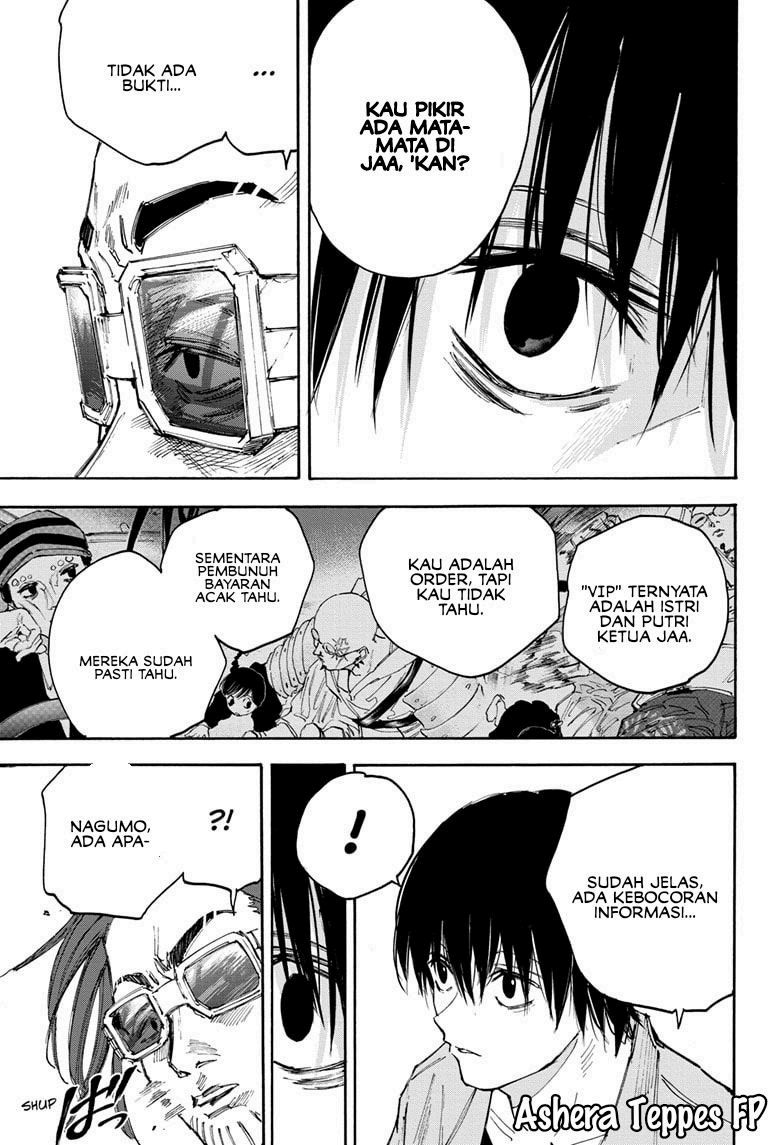 KAU PIKIR
ADA MATA-
MATA DI
JAA, 'KAN?
...
TIDAK ADA
BUKTI...
"VIP" TERNYATA
ADALAH ISTRI
DAN PUTRI
KETUA JAA.
KAU ADALAH
ORDER, TAPI
KAU TIDAK
TAHU.
SEMENTARA
PEMBUNUH
BAYARAN
ACAK TAHU.
MEREKA SUDAH
PASTI TAHU.
SUDAH JELAS,
ADA KEBOCORAN
INFORMASI...
!
?!
NAGUMO,
ADA APA-
SHUP
ばっ
Ashera Teppes FP